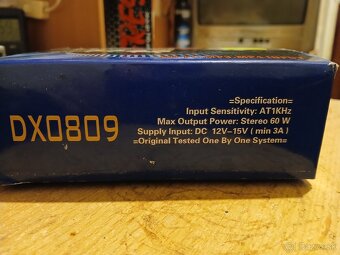 =Specification=
Input Sensitivity: AT1KHz
Max Output Power: Stereo 60 W
Supply Input: DC 12V-15V ( min 3A )
=Original Tested One By One System=
DX0809